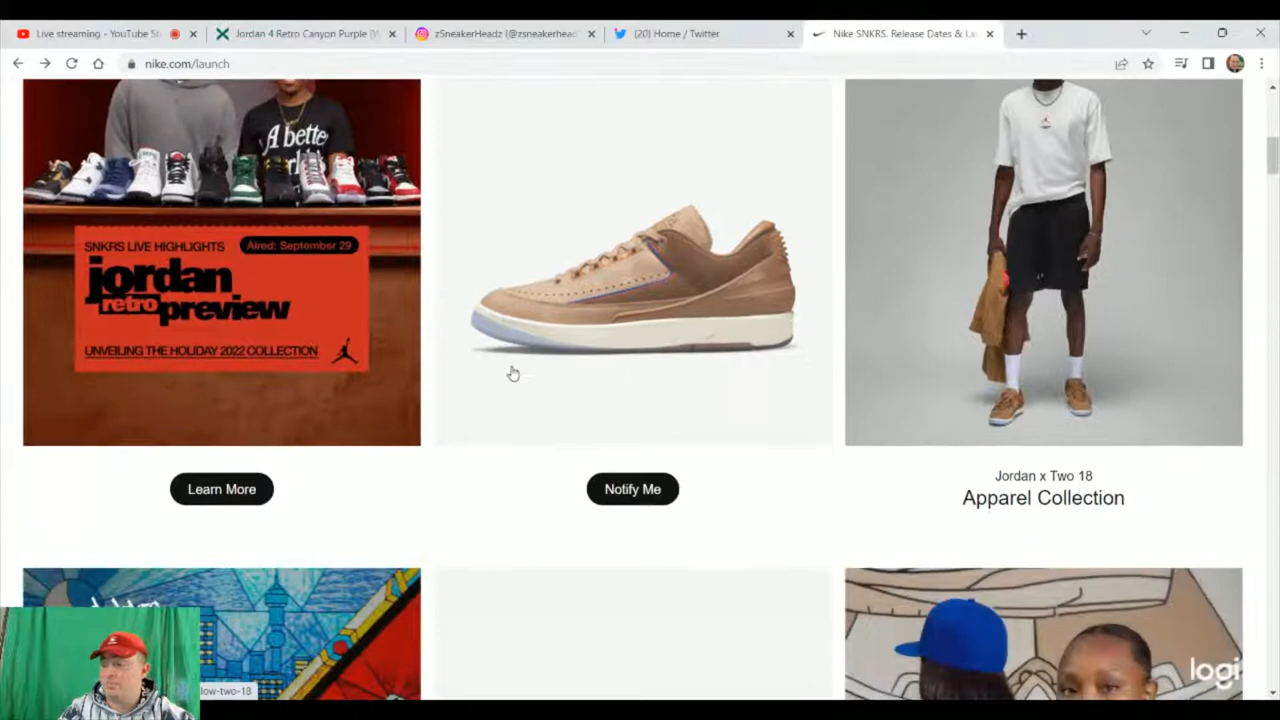 Live streaming - YouTube St
Jordan 4 Retro Canyon Purple (W
zSneakerHeadz (@zsneakerhead
(20) Home / Twitter
Nike SNKRS. Release Dates & La
nike.com/launch
A better
SNKRS LIVE HIGHLIGHTS
Aired: September 29
jordan
retro preview
UNVEILING THE HOLIDAY 2022 COLLECTION
Learn More
Notify Me
Jordan x Two 18
Apparel Collection
low-two-18
logi